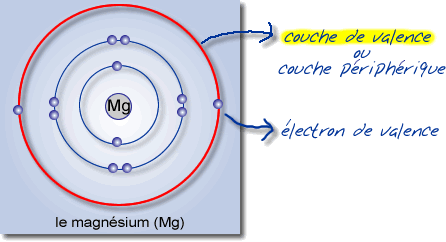 couche de valence
ou
couche périphérique
Mg
électron de valence
le magnésium (Mg)